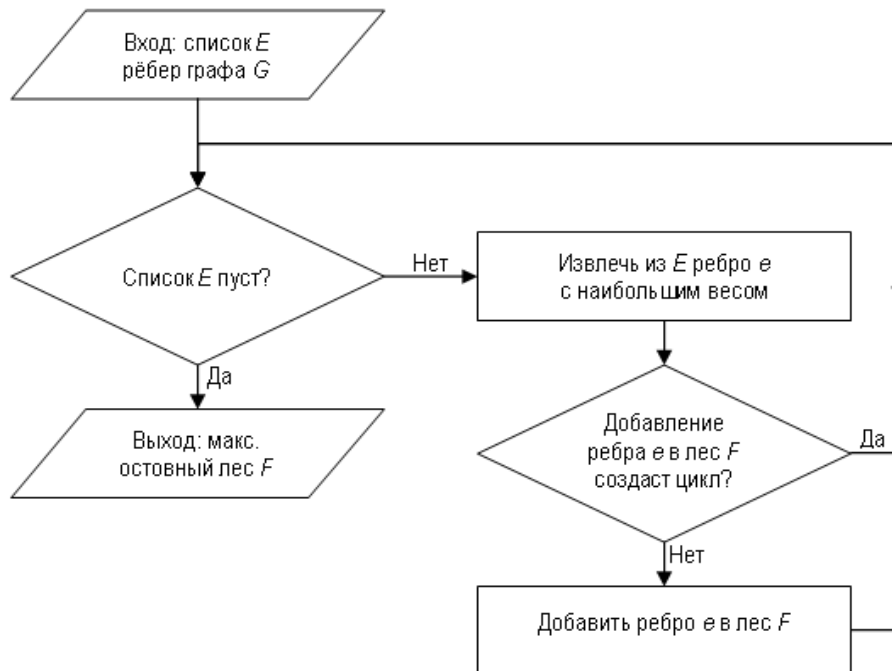 Вход: список E
рёбер графа G
Список E пуст?
Нет
Извлечь из E ребро e
с наибольшим весом
Да
Выход: макс.
остовный лес F
Добавление
ребра e в лес F
создаст цикл?
Да
Нет
Добавить ребро e в лес F